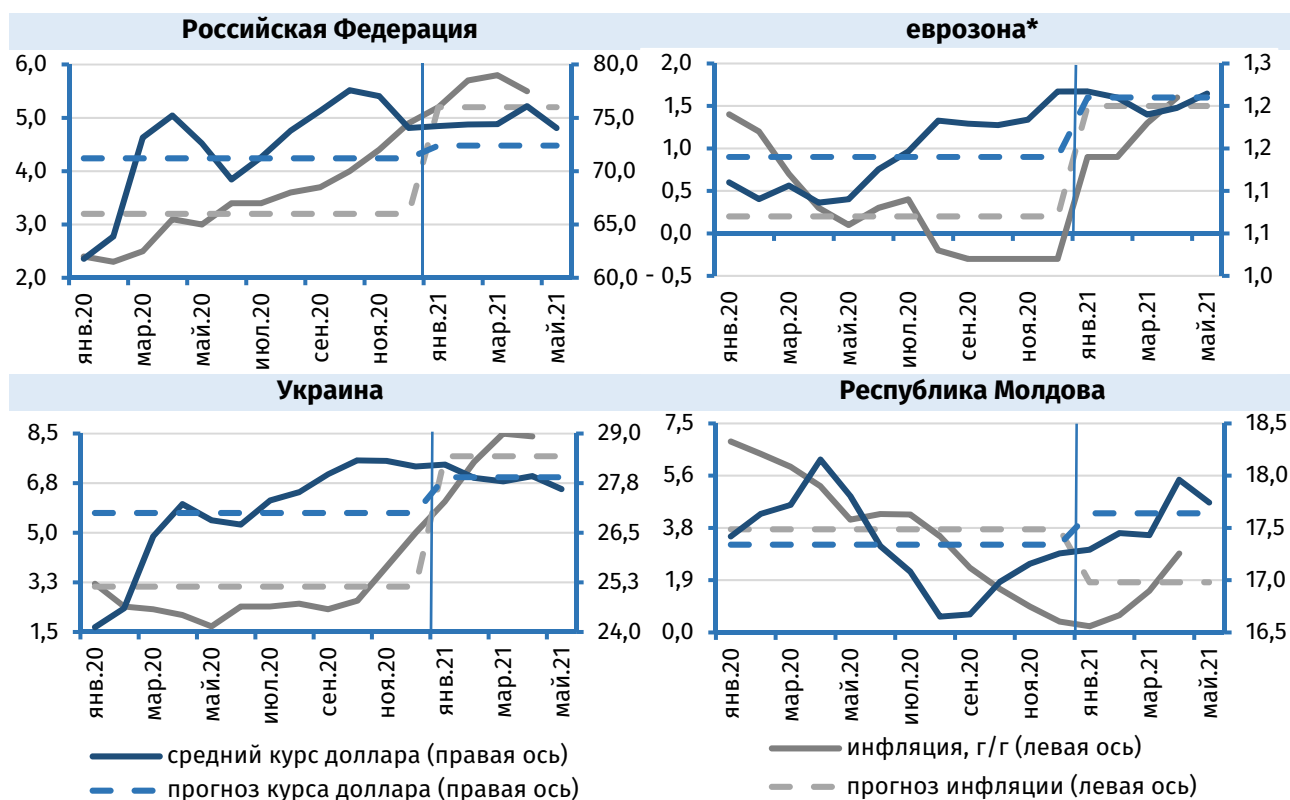 Российская Федерация
6,0
5,0
4,0
3,0
2,0
80,0
75,0
70,0
65,0
60,0
янв.20
мар.20
май.20
июл.20
сен.20
ноя.20
янв.21
мар.21
май.21
еврозона*
2,0
1,5
1,0
0,5
0,0
- 0,5
1,3
1,2
1,2
1,1
1,1
1,0
янв.20
мар.20
май.20
июл.20
сен.20
ноя.20
янв.21
мар.21
май.21
Украина
8,5
6,8
5,0
3,3
1,5
29,0
27,8
26,5
25,3
24,0
янв.20
мар.20
май.20
июл.20
сен.20
ноя.20
янв.21
мар.21
май.21
Республика Молдова
7,5
5,6
3,8
1,9
0,0
18,5
18,0
17,5
17,0
16,5
янв.20
мар.20
май.20
июл.20
сен.20
ноя.20
янв.21
мар.21
май.21
средний курс доллара (правая ось)
прогноз курса доллара (правая ось)
инфляция, г/г (левая ось)
прогноз инфляции (левая ось)